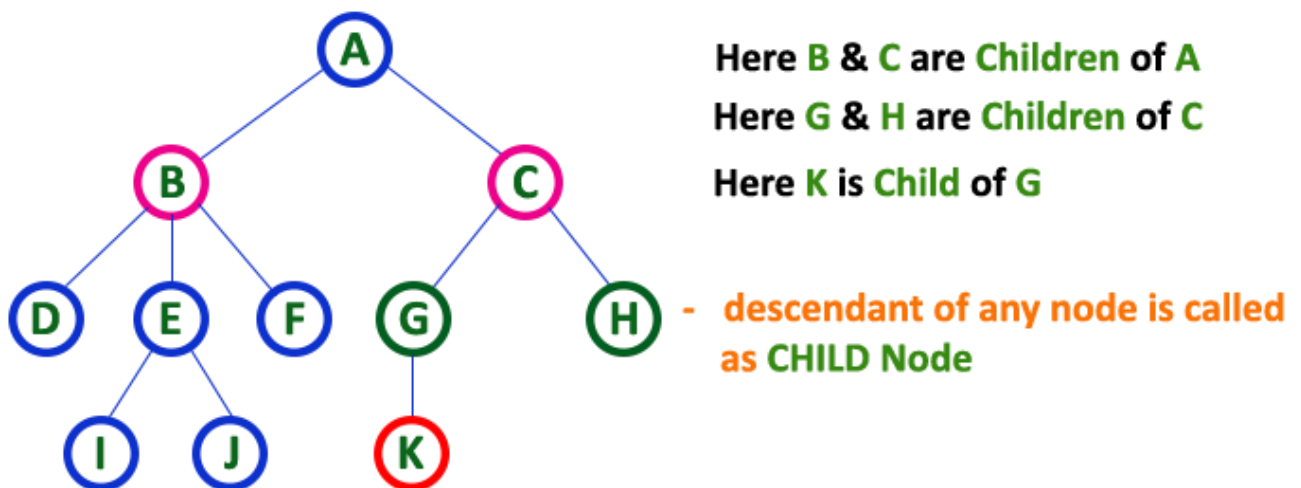 A
Here B & C are Children of A
Here G & H are Children of C
B
C
Here K is Child of G
D
E
F
G
H
- descendant of any node is called
as CHILD Node
I
J
K